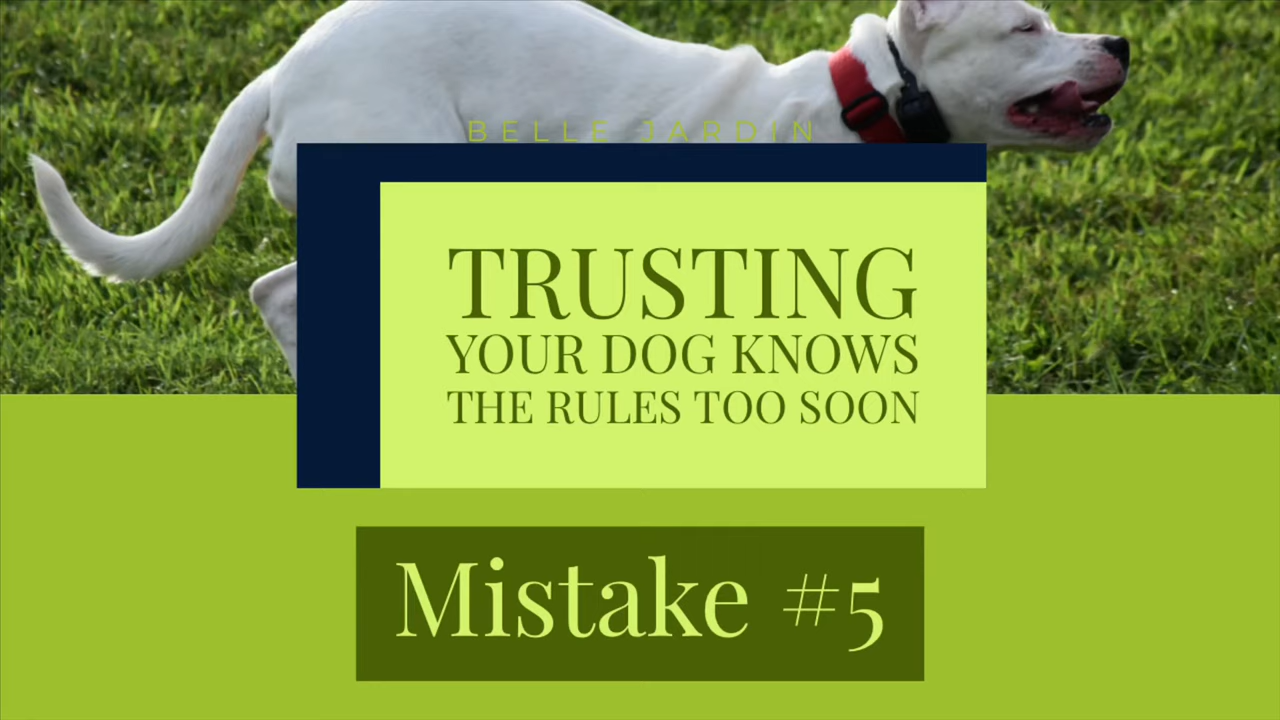 BELLE JARDIN
TRUSTING
YOUR DOG KNOWS
THE RULES TOO SOON
Mistake #5